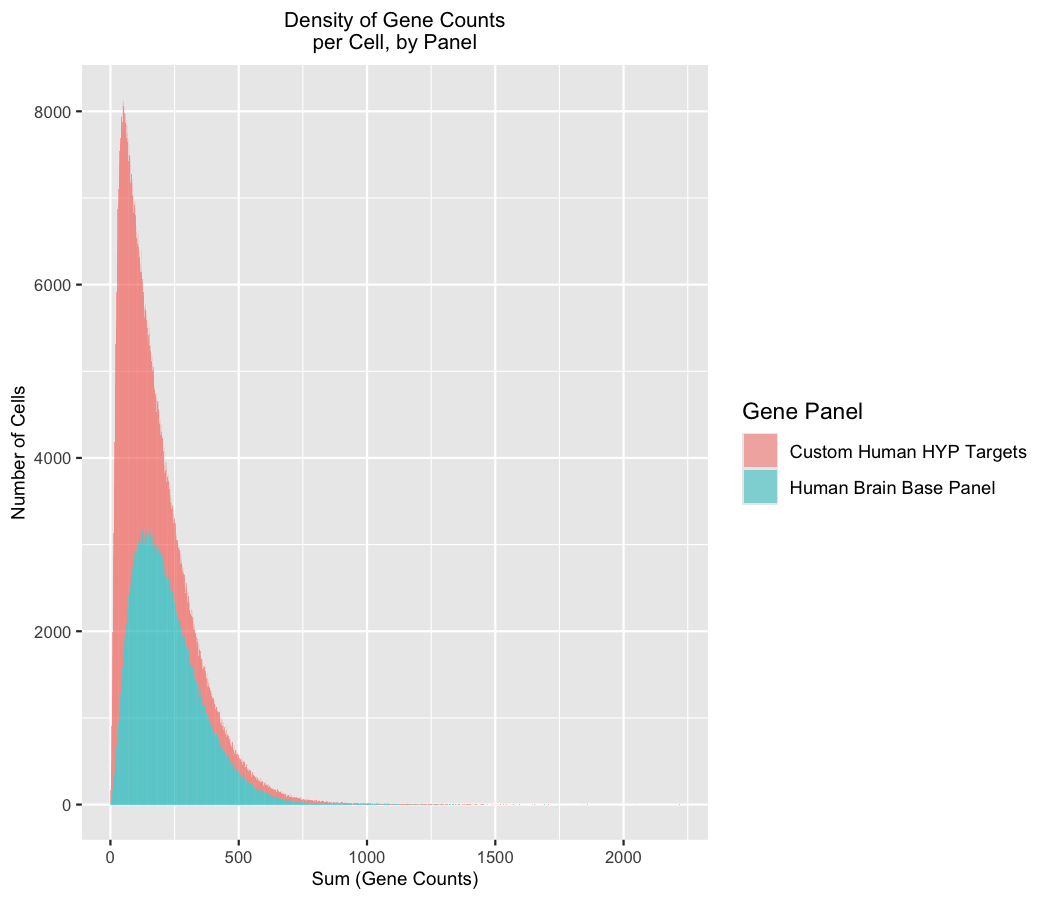 Density of Gene Counts
per Cell, by Panel
Number of Cells
8000
6000
4000
2000
0
0 500 1000 1500 2000
Sum (Gene Counts)
Gene Panel
Custom Human HYP Targets
Human Brain Base Panel